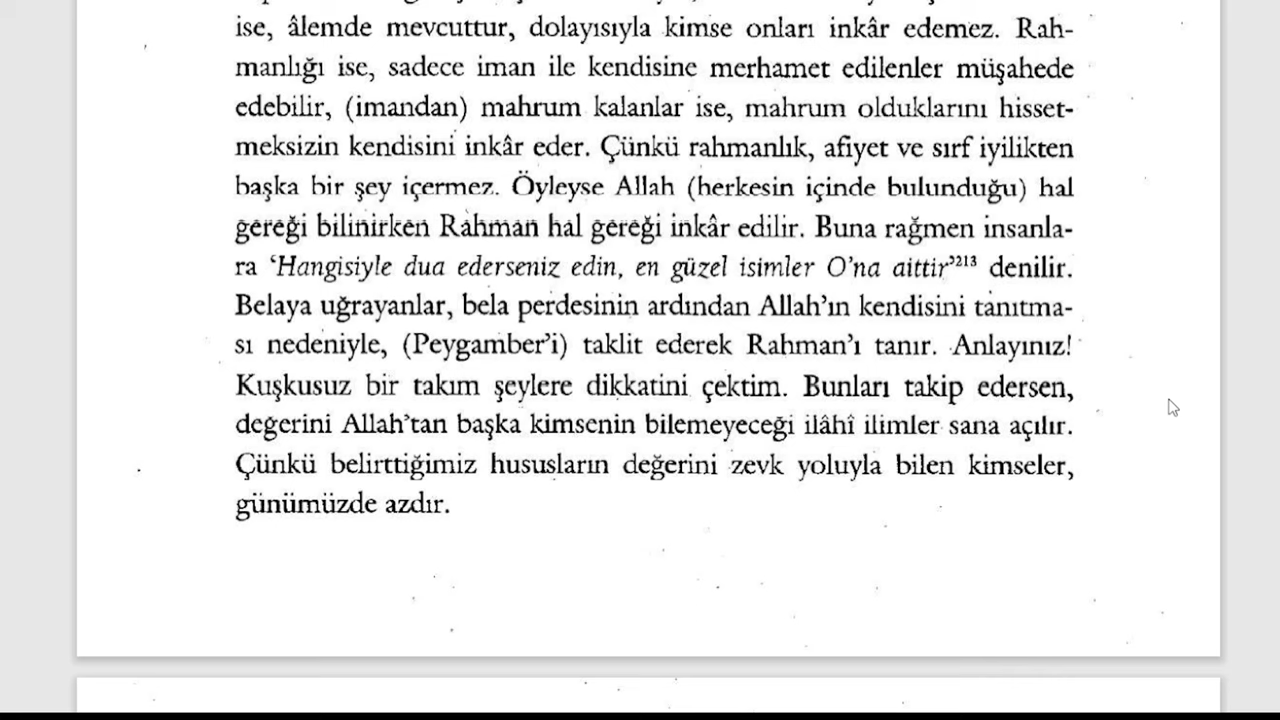 ise, âlemde mevcuttur, dolayısıyla kimse onları inkâr edemez. Rah-
manlığı ise, sadece iman ile kendisine merhamet edilenler müşahede
edebilir, (imandan) mahrum kalanlar ise, mahrum olduklarını hisset-
meksizin kendisini inkâr eder. Çünkü rahmanlık, afiyet ve sırf iyilikten
başka bir şey içermez. Öyleyse Allah (herkesin içinde bulunduğu) hal
gereği bilinirken Rahman hal gereği inkâr edilir. Buna rağmen insanla-
ra ‘Hangisiyle dua ederseniz edin, en güzel isimler O’na aittir’²¹³ denilir.
Belaya uğrayanlar, bela perdesinin ardından Allah’ın kendisini tanıtma-
sı nedeniyle, (Peygamber’i) taklit ederek Rahman’ı tanır. Anlayınız!
Kuşkusuz bir takım şeylere dikkatini çektim. Bunları takip edersen,
değerini Allah’tan başka kimsenin bilemeyeceği ilâhî ilimler sana açılır.
Çünkü belirttiğimiz hususların değerini zevk yoluyla bilen kimseler,
günümüzde azdır.